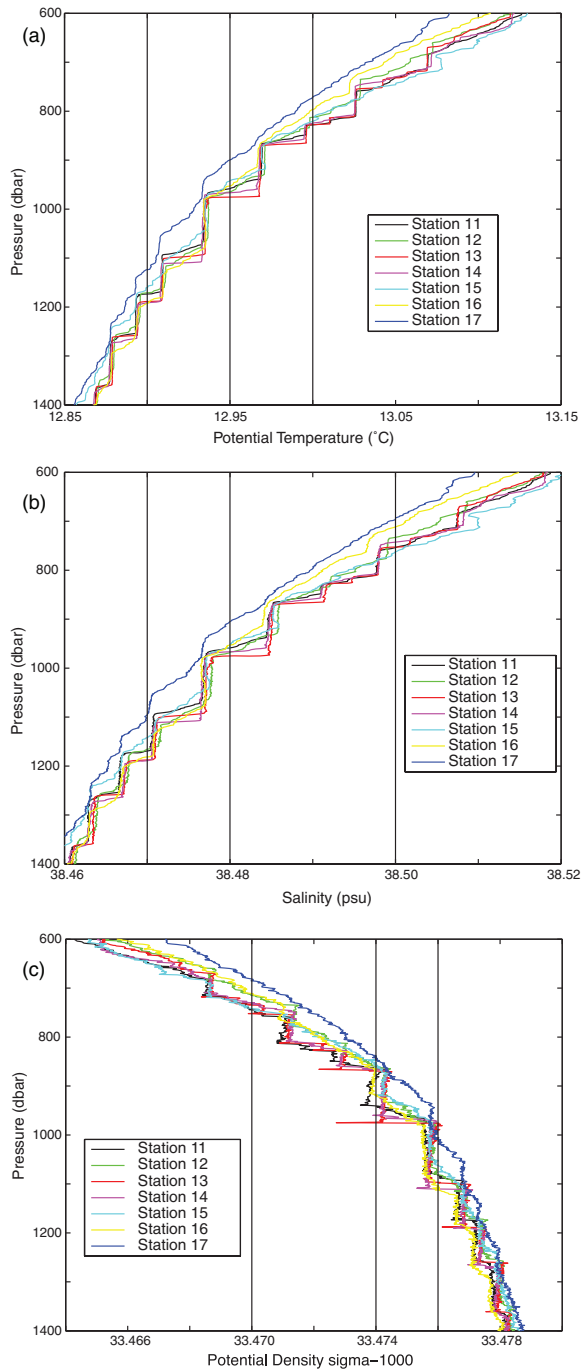 (a)
600
800
1000
1200
1400
Pressure (dbar)
Station 11
Station 12
Station 13
Station 14
Station 15
Station 16
Station 17
12.85
12.95
13.05
13.15
Potential Temperature (˚C)
(b)
600
800
1000
1200
1400
Pressure (dbar)
Station 11
Station 12
Station 13
Station 14
Station 15
Station 16
Station 17
38.46
38.48
38.50
38.52
Salinity (psu)
(c)
600
800
1000
1200
1400
Pressure (dbar)
Station 11
Station 12
Station 13
Station 14
Station 15
Station 16
Station 17
33.466
33.470
33.474
33.478
Potential Density sigma−1000